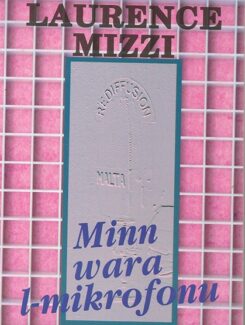 LAURENCE
MIZZI
REDIFFUSION
MALTA
Minn
wara
l-mikrofonu